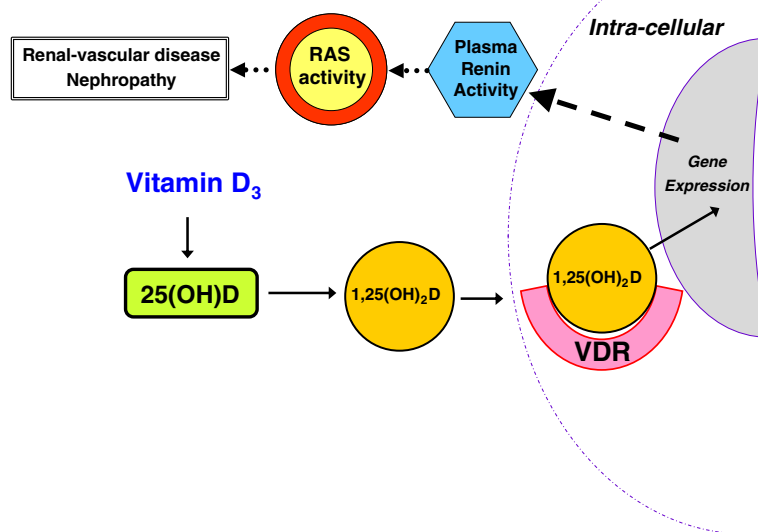 Intra-cellular
Renal-vascular disease
Nephropathy
RAS
activity
Plasma
Renin
Activity
Gene
Expression
Vitamin D₃
25(OH)D
1,25(OH)₂D
1,25(OH)₂D
VDR